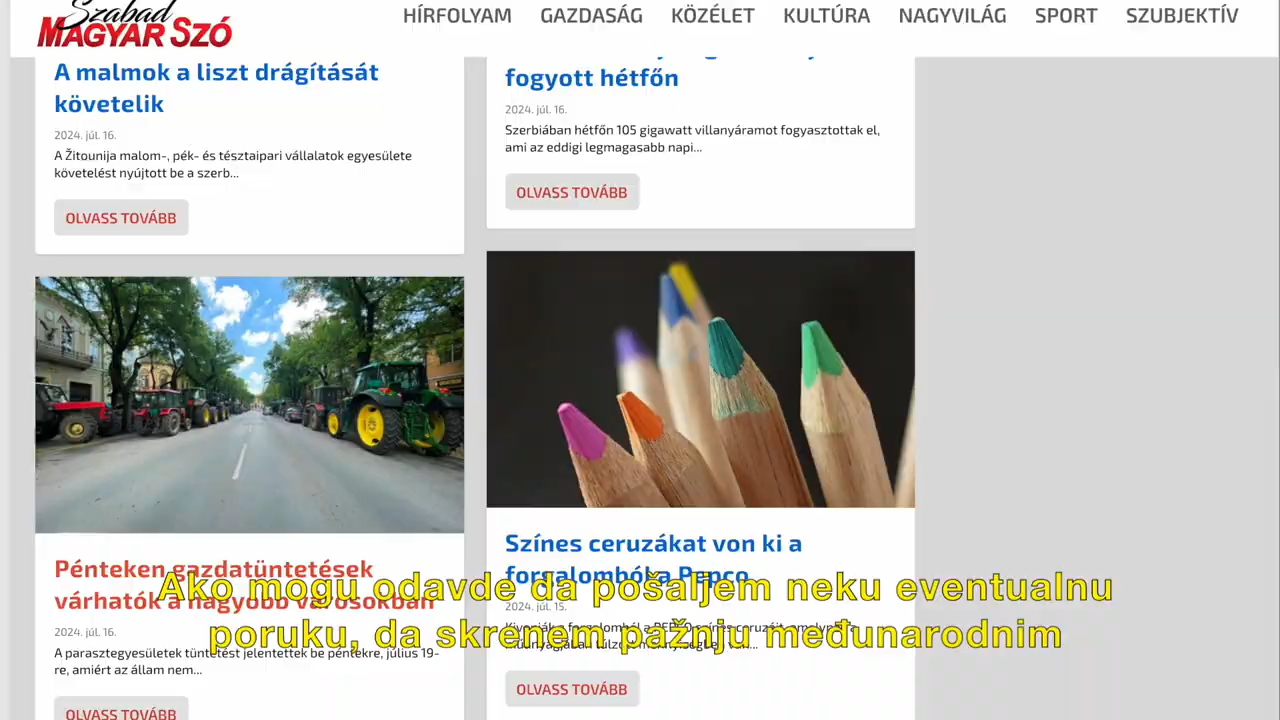 Szabad
MAGYAR SZÓ
HÍRFOLYAM GAZDASÁG KÖZÉLET KULTÚRA NAGYVILÁG SPORT SZUBJEKTÍV
A malmok a liszt drágítását
követelik
2024. júl. 16.
A Žitounija malom-, pék- és tésztaipari vállalatok egyesülete
követelést nyújtott be a szerb...
OLVASS TOVÁBB
fogyott hétfőn
2024. júl. 16.
Szerbiában hétfőn 105 gigawatt villanyáramot fogyasztottak el,
ami az eddigi legmagasabb napi...
OLVASS TOVÁBB
Pénteken gazdatüntetések
várhatók a nagyobb városokban
2024. júl. 16.
A parasztegyesületek tüntetést jelentettek be péntekre, július 19-
re, amiért az állam nem...
OLVASS TOVÁBB
Színes ceruzákat von ki a
forgalomból a Pepco
2024. júl. 15.
OLVASS TOVÁBB
Ako mogu odavde da pošaljem neku eventualnu
poruku, da skrenem pažnju međunarodnim